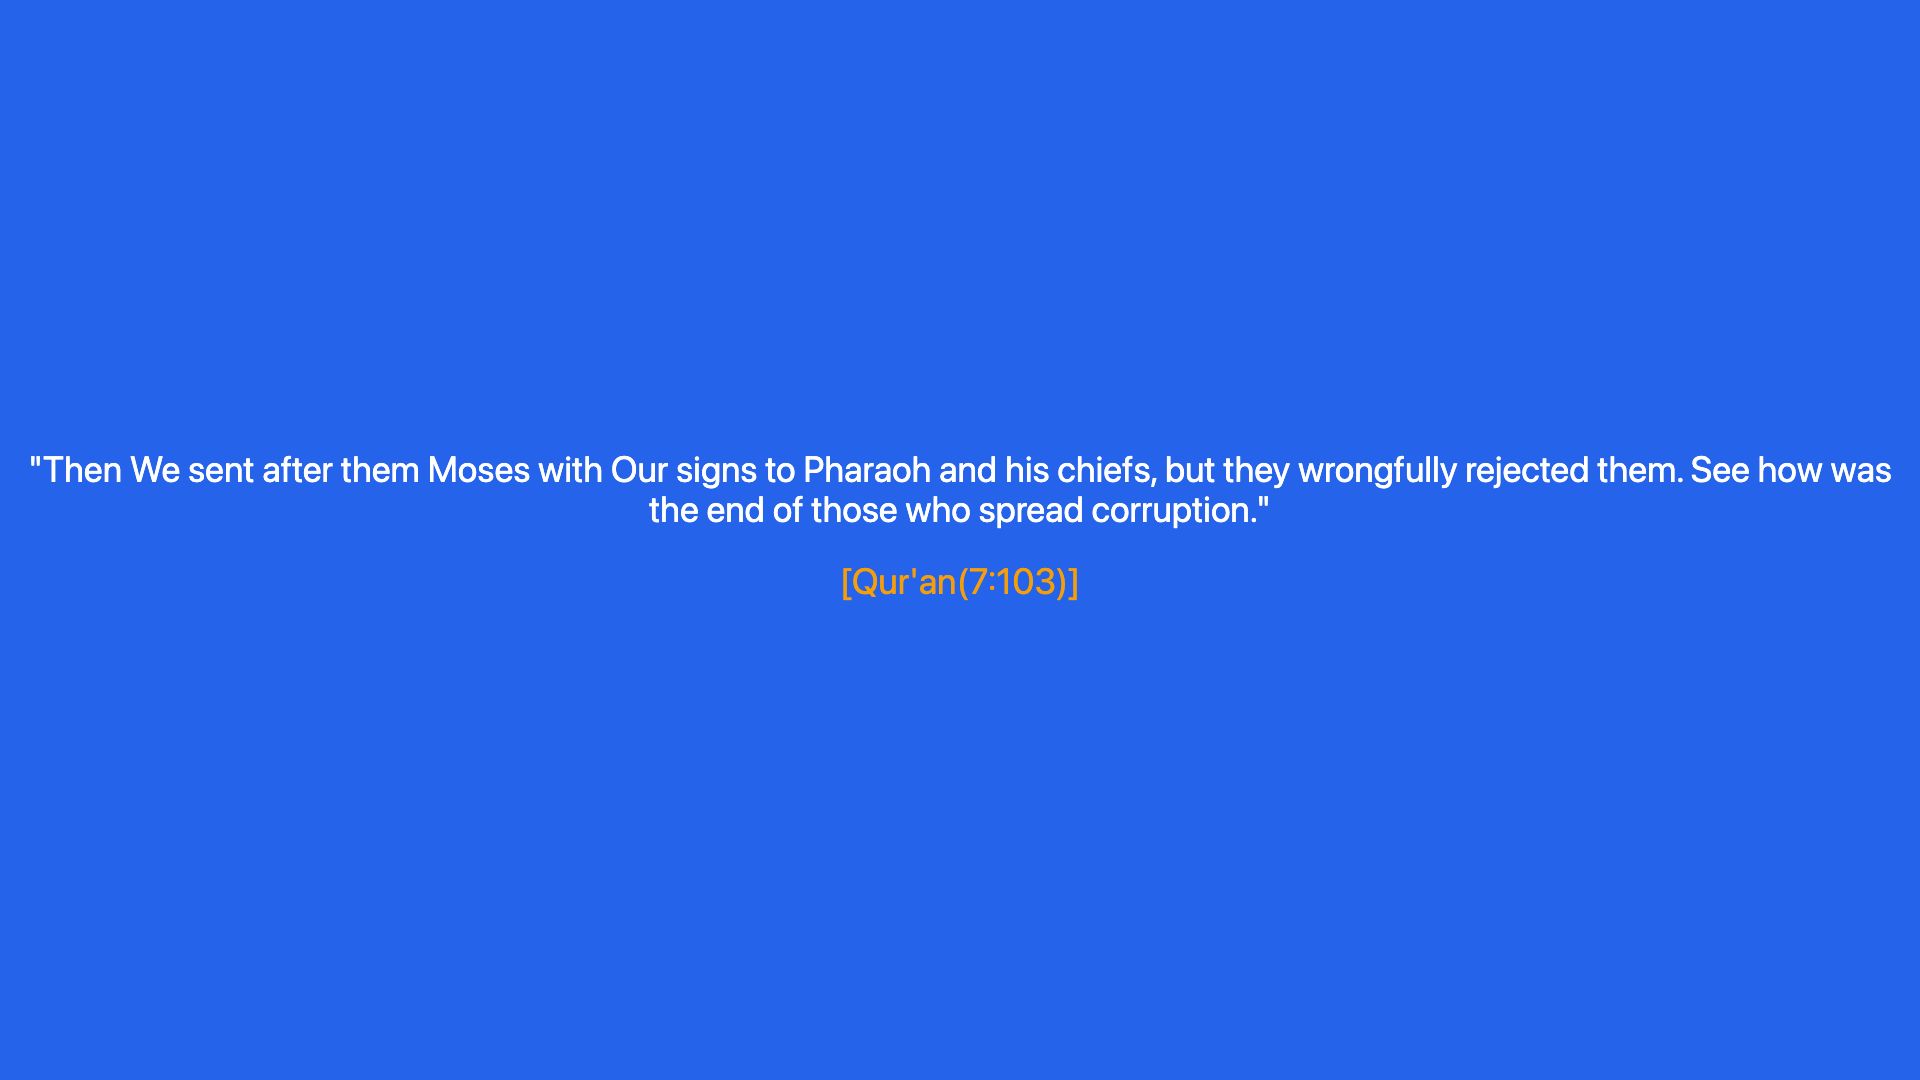 "Then We sent after them Moses with Our signs to Pharaoh and his chiefs, but they wrongfully rejected them. See how was
the end of those who spread corruption."
[Qur'an(7:103)]